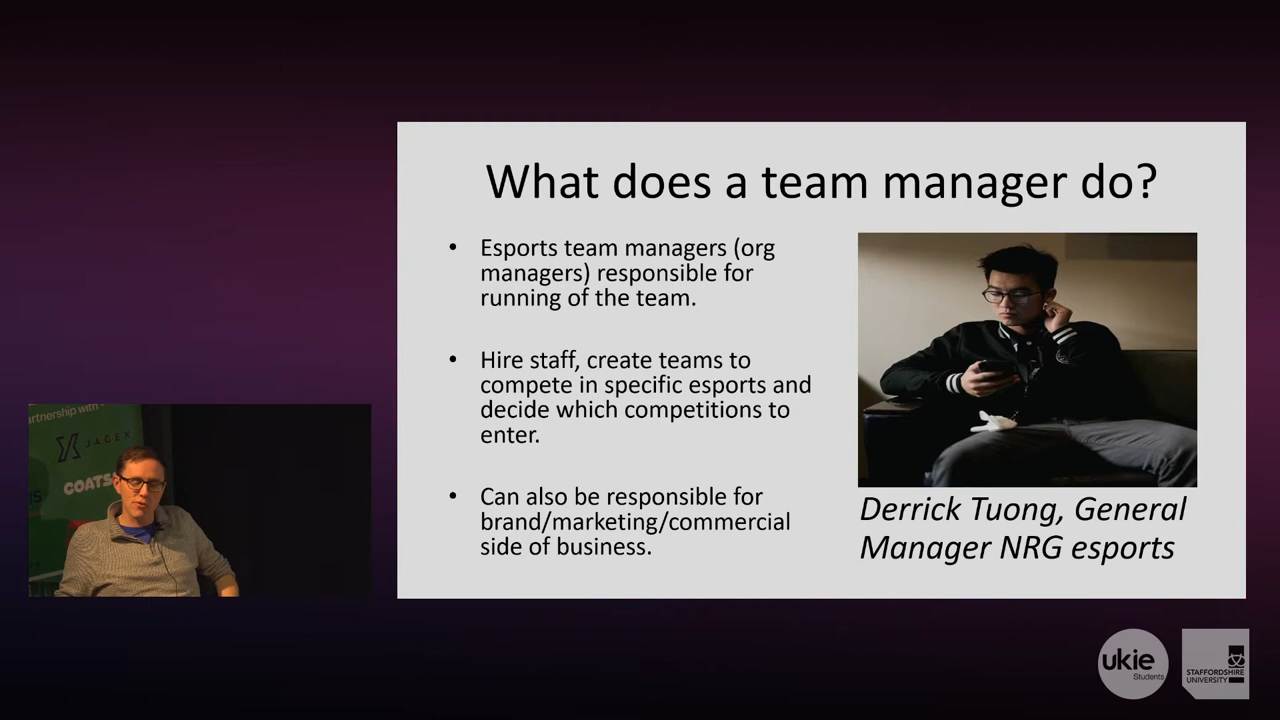 What does a team manager do?
• Esports team managers (org
managers) responsible for
running of the team.
• Hire staff, create teams to
compete in specific esports and
decide which competitions to
enter.
• Can also be responsible for
brand/marketing/commercial
side of business.
Derrick Tuong, General
Manager NRG esports
JAGEX
ukie
Students
STAFFORDSHIRE
UNIVERSITY